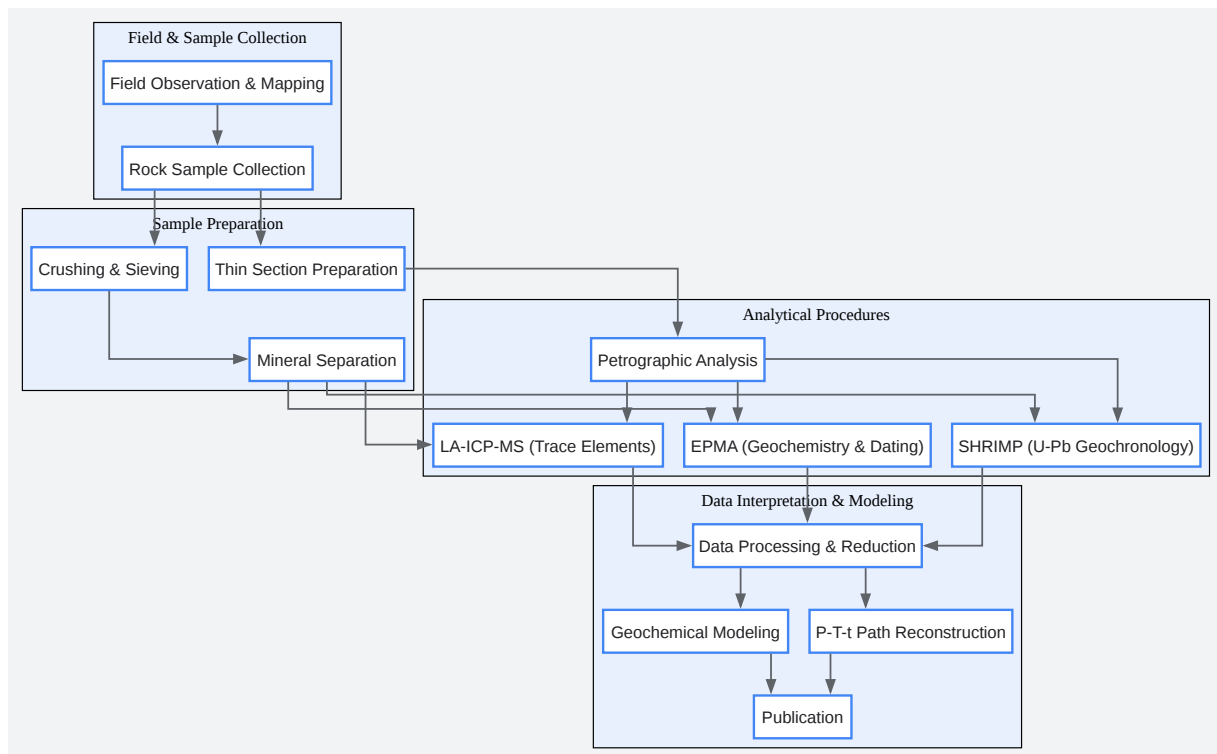 Field & Sample Collection
Field Observation & Mapping
Rock Sample Collection
Sample Preparation
Crushing & Sieving
Thin Section Preparation
Mineral Separation
Analytical Procedures
Petrographic Analysis
LA-ICP-MS (Trace Elements)
EPMA (Geochemistry & Dating)
SHRIMP (U-Pb Geochronology)
Data Interpretation & Modeling
Data Processing & Reduction
Geochemical Modeling
P-T-t Path Reconstruction
Publication